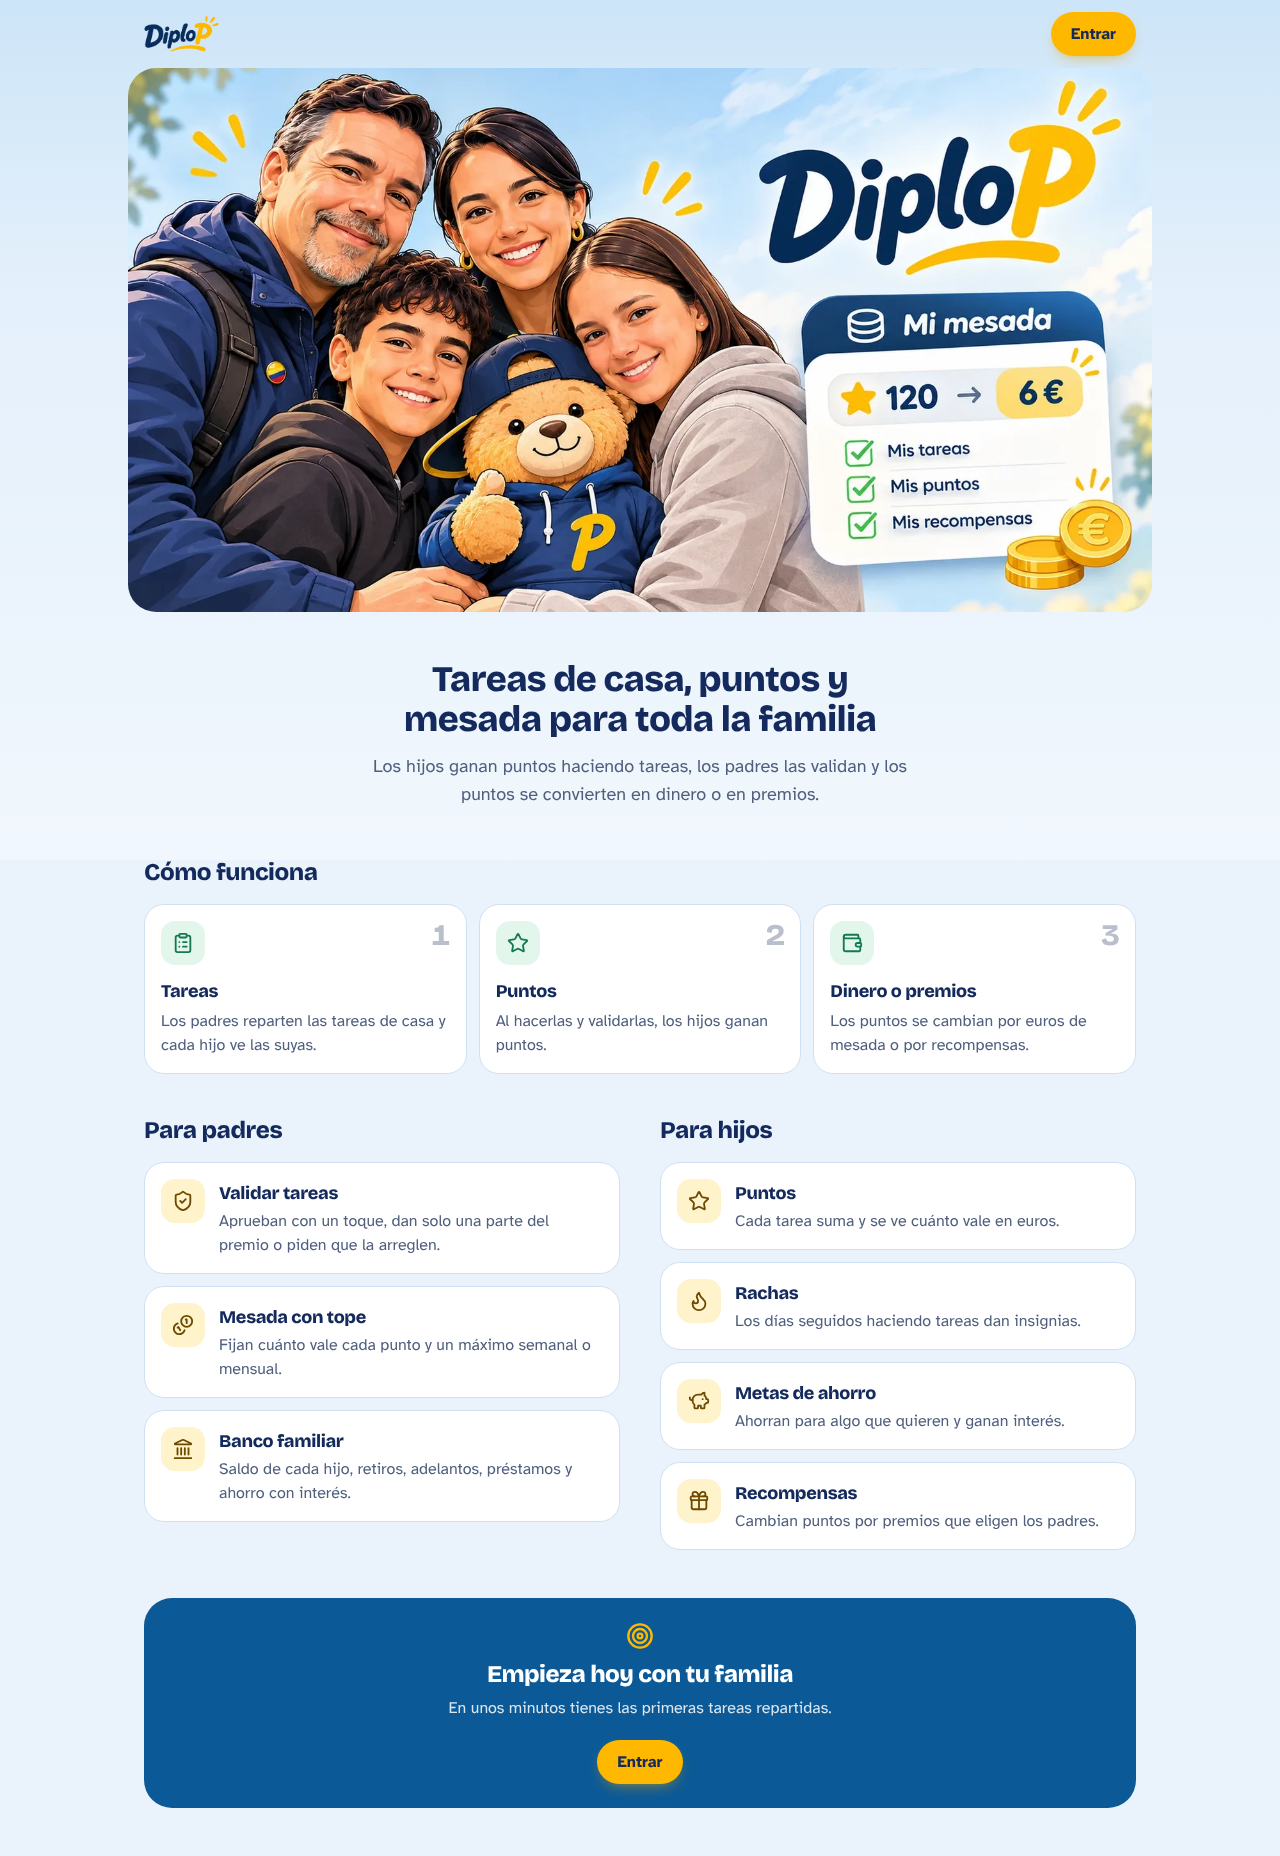 DiploP
Entrar
DiploP
Mi mesada
120 → 6 €
Mis tareas
Mis puntos
Mis recompensas
€
P
Tareas de casa, puntos y
mesada para toda la familia
Los hijos ganan puntos haciendo tareas, los padres las validan y los
puntos se convierten en dinero o en premios.
Cómo funciona
1
Tareas
Los padres reparten las tareas de casa y
cada hijo ve las suyas.
2
Puntos
Al hacerlas y validarlas, los hijos ganan
puntos.
3
Dinero o premios
Los puntos se cambian por euros de
mesada o por recompensas.
Para padres
Validar tareas
Aprueban con un toque, dan solo una parte del
premio o piden que la arreglen.
Mesada con tope
Fijan cuánto vale cada punto y un máximo semanal o
mensual.
Banco familiar
Saldo de cada hijo, retiros, adelantos, préstamos y
ahorro con interés.
Para hijos
Puntos
Cada tarea suma y se ve cuánto vale en euros.
Rachas
Los días seguidos haciendo tareas dan insignias.
Metas de ahorro
Ahorran para algo que quieren y ganan interés.
Recompensas
Cambian puntos por premios que eligen los padres.
Empieza hoy con tu familia
En unos minutos tienes las primeras tareas repartidas.
Entrar